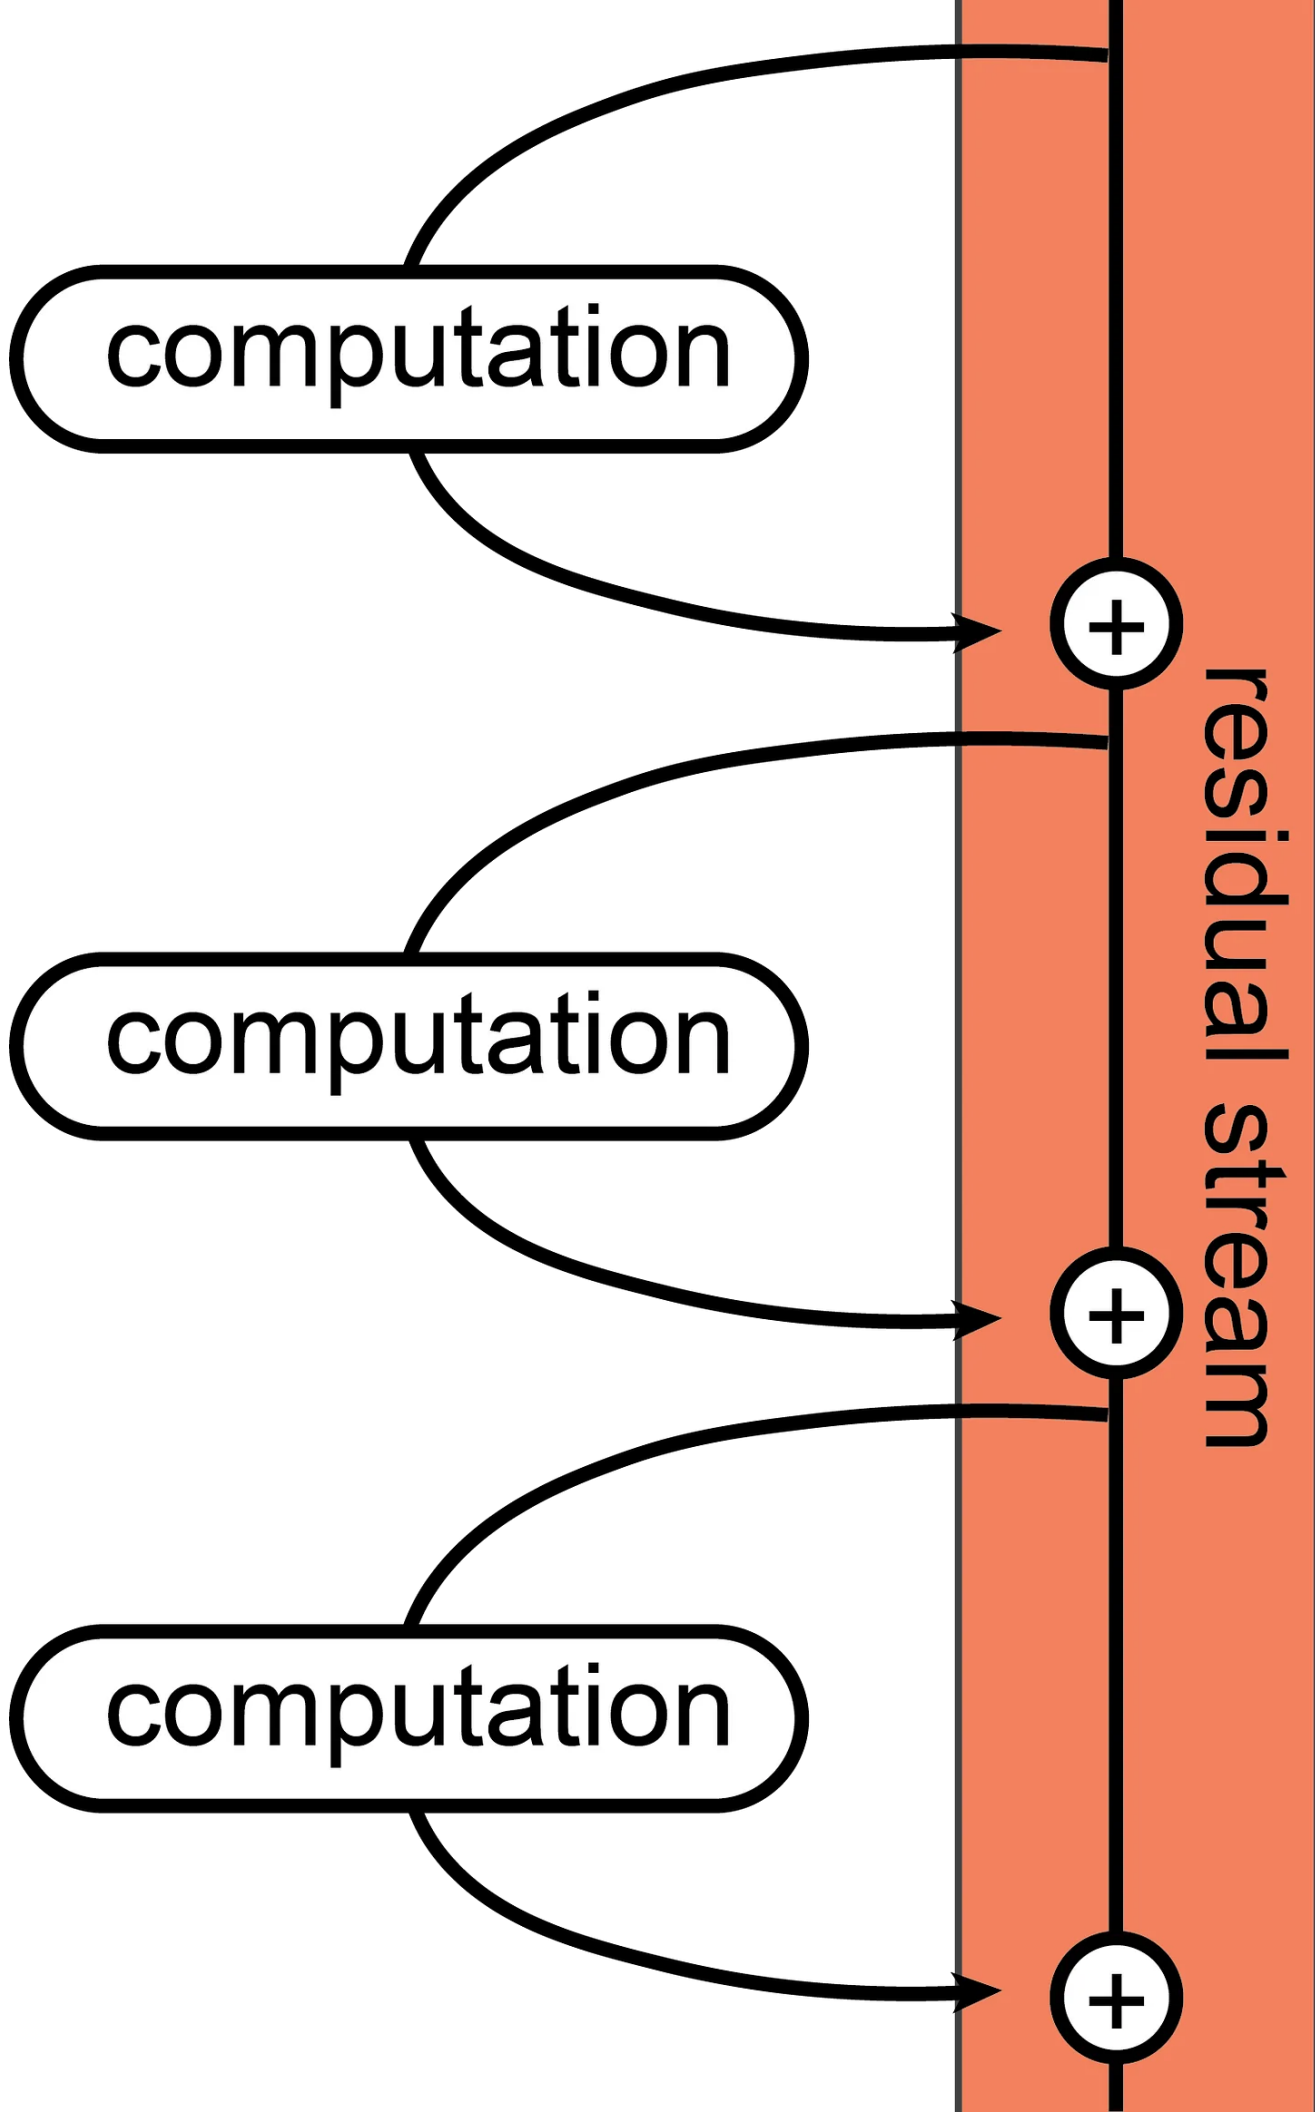 computation
+
residual stream
computation
+
computation
+